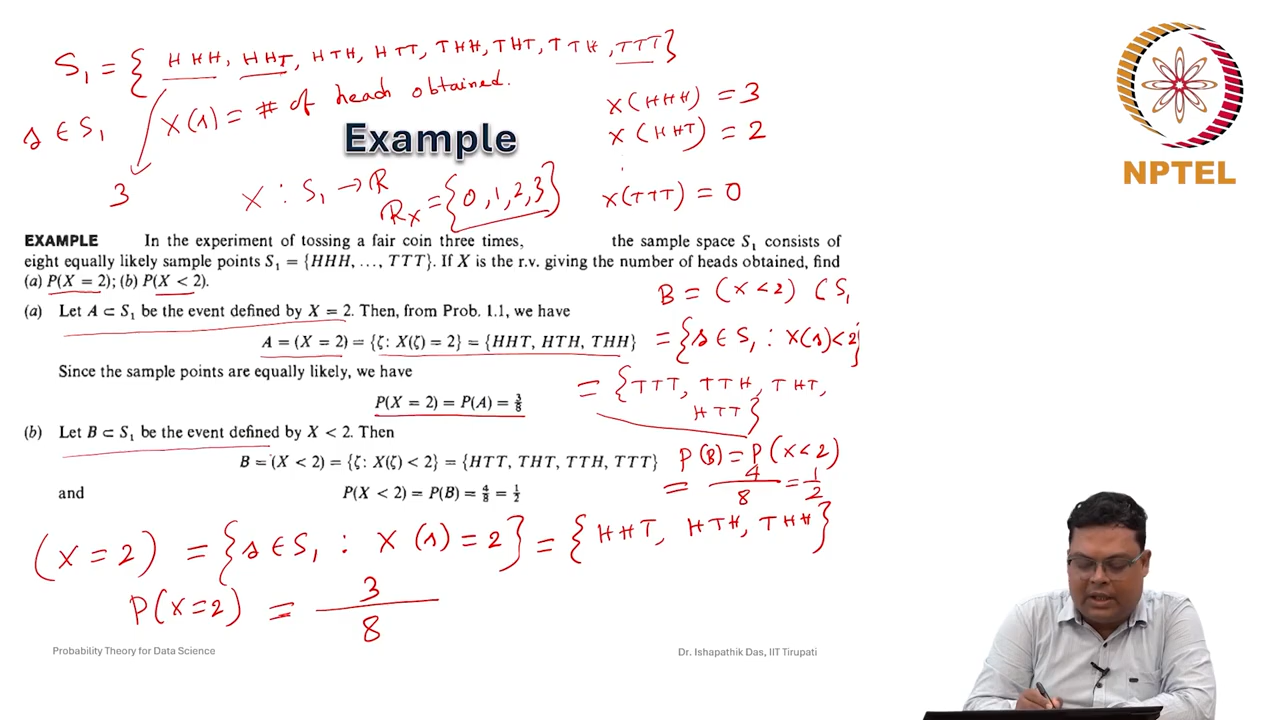 S₁ = { HHH, HHT, HTH, HTT, THH, THT, TTH, TTT }
s ∈ S₁
X(s) = # of heads obtained.
3
X(HHH) = 3
X(HHT) = 2
X(TTT) = 0
Example
X : S₁ → R
R_X = {0, 1, 2, 3}
NPTEL
EXAMPLE In the experiment of tossing a fair coin three times, the sample space S₁ consists of
eight equally likely sample points S₁ = {HHH, ..., TTT}. If X is the r.v. giving the number of heads obtained, find
(a) P(X = 2); (b) P(X < 2).
(a) Let A ⊂ S₁ be the event defined by X = 2. Then, from Prob. 1.1, we have
A = (X = 2) = {ζ: X(ζ) = 2} = {HHT, HTH, THH}
Since the sample points are equally likely, we have
P(X = 2) = P(A) = 3/8
(b) Let B ⊂ S₁ be the event defined by X < 2. Then
B = (X < 2) = {ζ: X(ζ) < 2} = {HTT, THT, TTH, TTT}
and P(X < 2) = P(B) = 4/8 = 1/2
B = (X < 2) ⊂ S₁
= {s ∈ S₁ : X(s) < 2}
= {TTT, TTH, THT,
HTT}
P(B) = P(X < 2)
= 4/8 = 1/2
(X = 2) = {s ∈ S₁ : X(s) = 2} = {HHT, HTH, THH}
P(X = 2) = 3/8
Probability Theory for Data Science
Dr. Ishapathik Das, IIT Tirupati